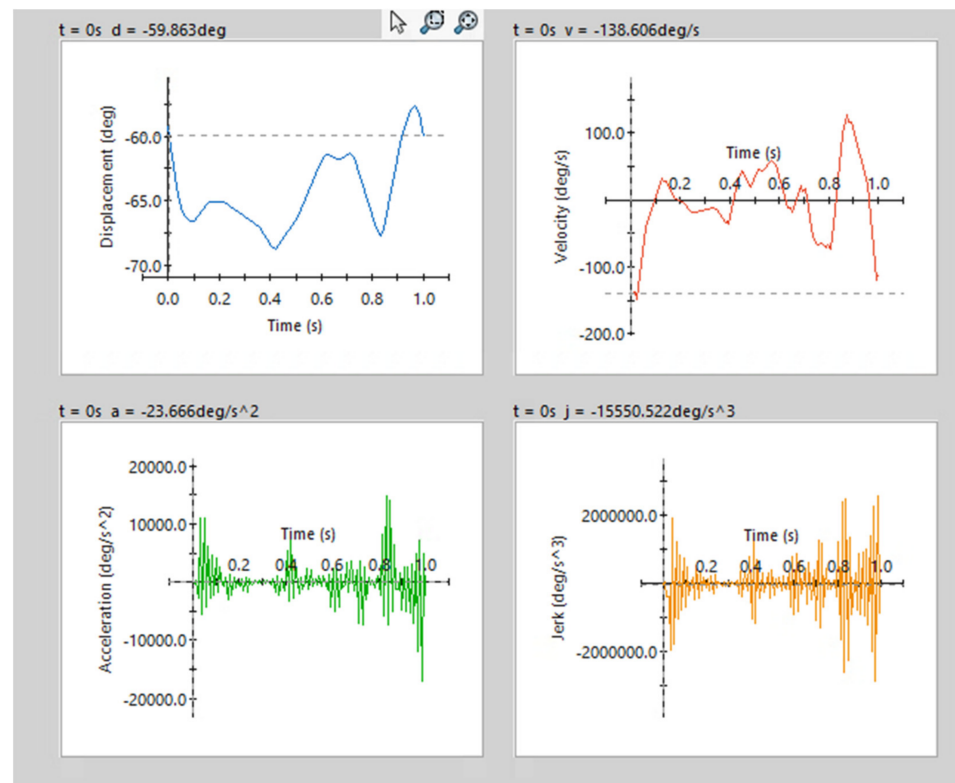 t = 0s d = -59.863deg
Displacement (deg)
-60.0
-65.0
-70.0
0.0 0.2 0.4 0.6 0.8 1.0
Time (s)
t = 0s v = -138.606deg/s
Velocity (deg/s)
100.0
-100.0
-200.0
Time (s)
0.2 0.4 0.6 0.8 1.0
t = 0s a = -23.666deg/s^2
Acceleration (deg/s^2)
20000.0
10000.0
-10000.0
-20000.0
Time (s)
0.2 0.4 0.6 0.8 1.0
t = 0s j = -15550.522deg/s^3
Jerk (deg/s^3)
2000000.0
-2000000.0
Time (s)
0.2 0.4 0.6 0.8 1.0